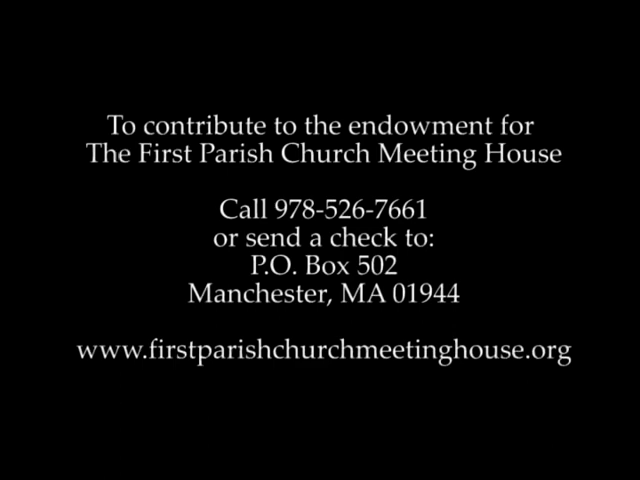 To contribute to the endowment for
The First Parish Church Meeting House
Call 978-526-7661
or send a check to:
P.O. Box 502
Manchester, MA 01944
www.firstparishchurchmeetinghouse.org